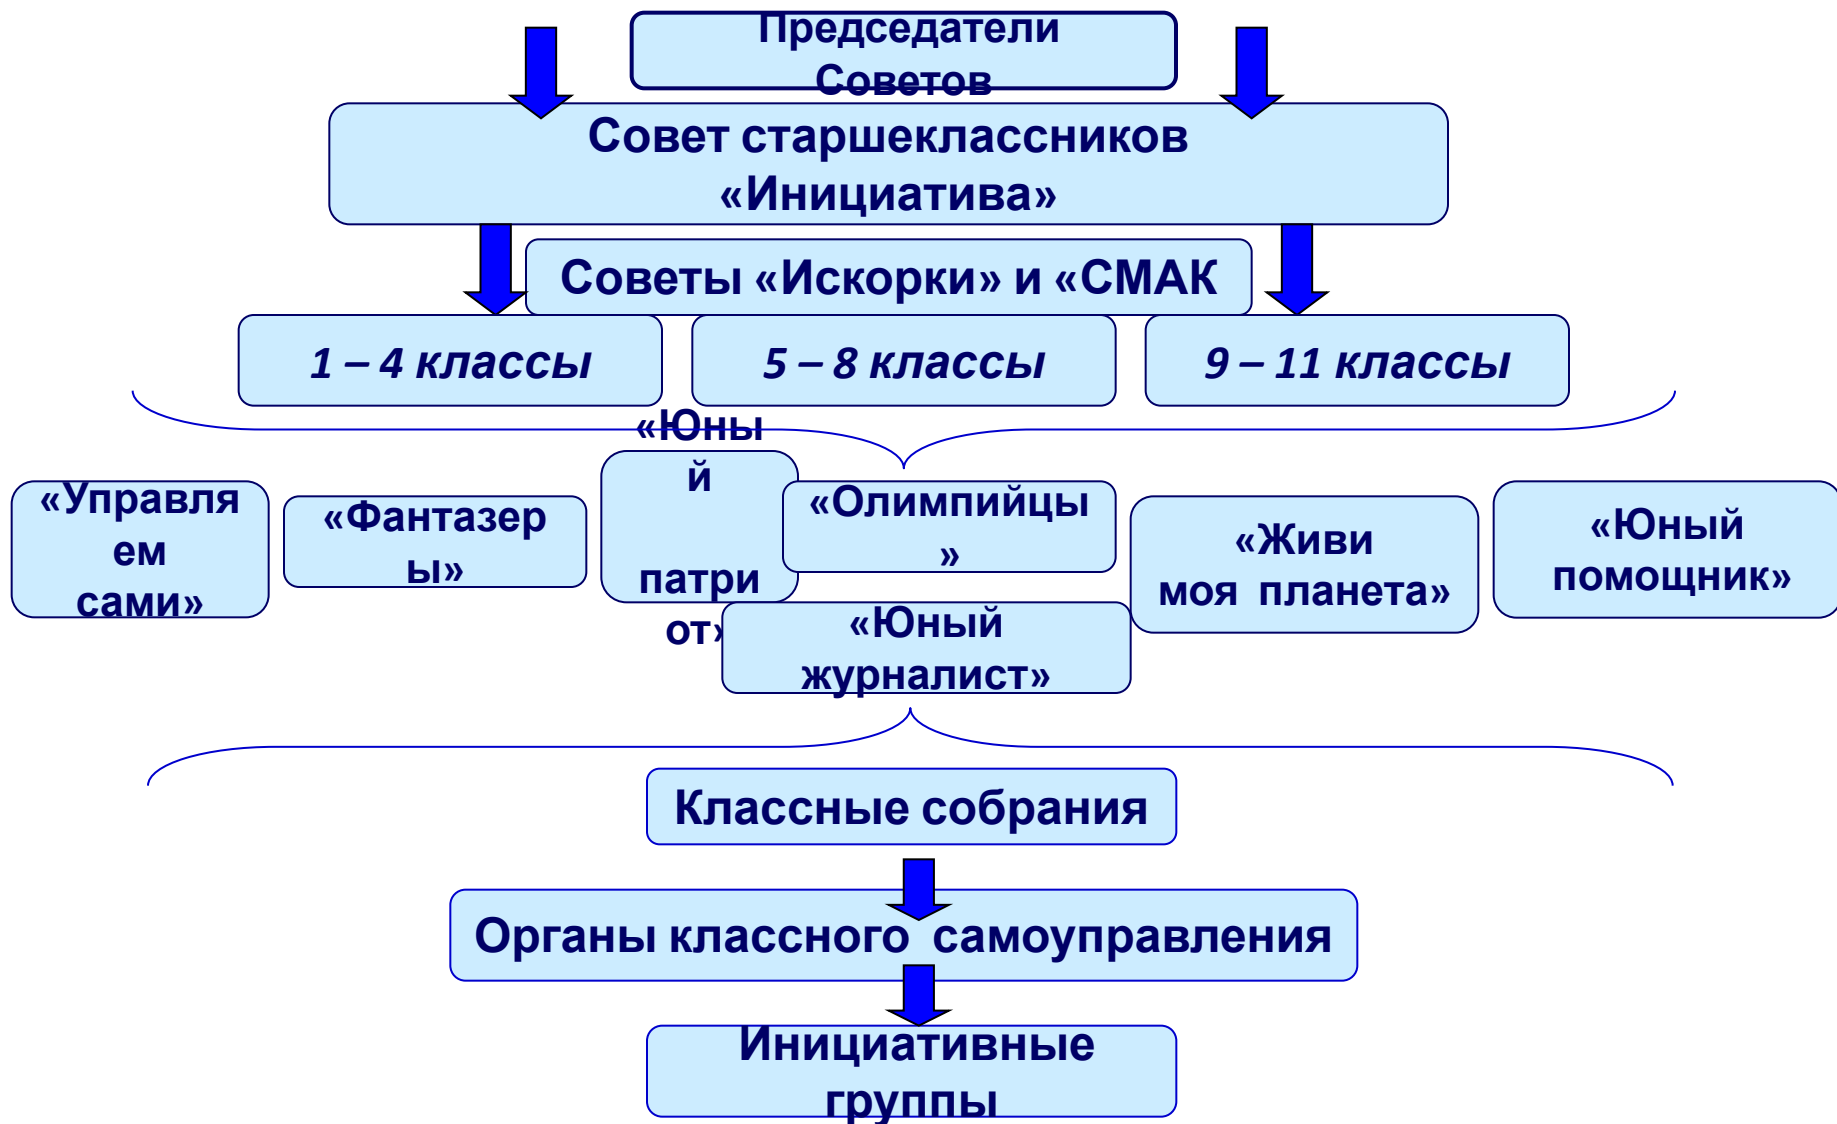 Председатели
Советов
Совет старшеклассников
«Инициатива»
Советы «Искорки» и «СМАК
1 – 4 классы
5 – 8 классы
9 – 11 классы
«Управля
ем
сами»
«Фантазер
ы»
«Юны
й
патри
от»
«Олимпийцы
»
«Живи
моя планета»
«Юный
помощник»
«Юный
журналист»
Классные собрания
Органы классного самоуправления
Инициативные
группы